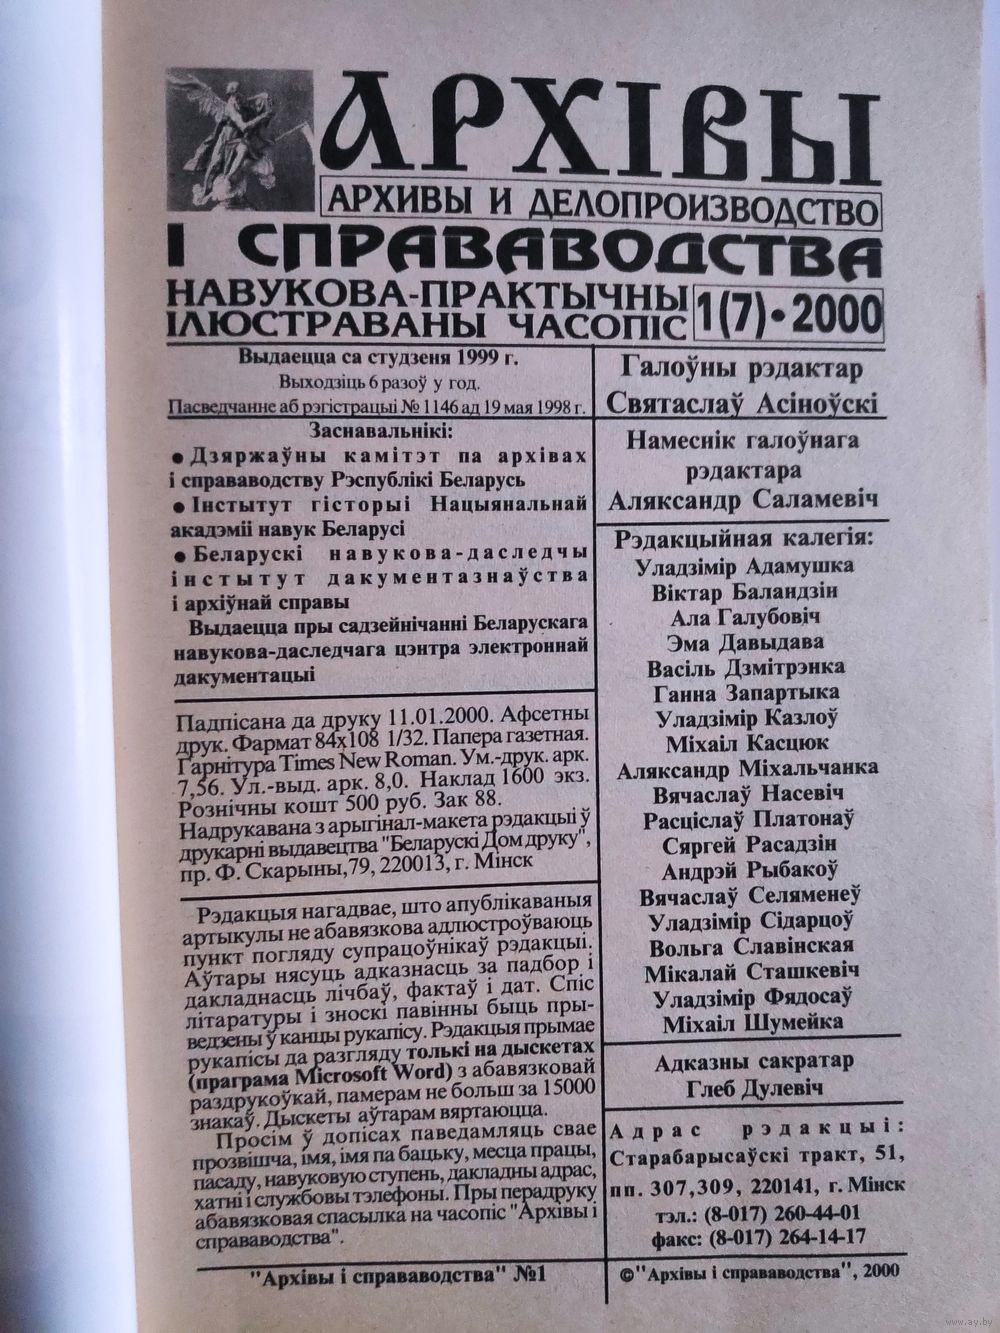 АРХІВЫ
АРХИВЫ И ДЕЛОПРОИЗВОДСТВО
І СПРАВАВОДСТВА
НАВУКОВА-ПРАКТЫЧНЫ
ІЛЮСТРАВАНЫ ЧАСОПІС
1(7)•2000
Выдаецца са студзеня 1999 г.
Выходзіць 6 разоў у год.
Пасведчанне аб рэгістрацыі № 1146 ад 19 мая 1998 г.
Заснавальнікі:
● Дзяржаўны камітэт па архівах
і справаводству Рэспублікі Беларусь
● Інстытут гісторыі Нацыянальнай
акадэміі навук Беларусі
● Беларускі навукова-даследчы
інстытут дакументазнаўства
і архіўнай справы
Выдаецца пры садзейнічанні Беларускага
навукова-даследчага цэнтра электроннай
дакументацыі
Падпісана да друку 11.01.2000. Афсетны
друк. Фармат 84х108 1/32. Папера газетная.
Гарнітура Times New Roman. Ум.-друк. арк.
7,56. Ул.-выд. арк. 8,0. Наклад 1600 экз.
Рознічны кошт 500 руб. Зак 88.
Надрукавана з арыгінал-макета рэдакцыі ў
друкарні выдавецтва "Беларускі Дом друку",
пр. Ф. Скарыны, 79, 220013, г. Мінск
Рэдакцыя нагадвае, што апублікаваныя
артыкулы не абавязкова адлюстроўваюць
пункт погляду супрацоўнікаў рэдакцыі.
Аўтары нясуць адказнасць за падбор і
дакладнасць лічбаў, фактаў і дат. Спіс
літаратуры і зноскі павінны быць пры-
ведзены ў канцы рукапісу. Рэдакцыя прымае
рукапісы да разгляду толькі на дыскетах
(праграма Microsoft Word) з абавязковай
раздрукоўкай, памерам не больш за 15000
знакаў. Дыскеты аўтарам вяртаюцца.
Просім ў допісах паведамляць свае
прозвішча, імя, імя па бацьку, месца працы,
пасаду, навуковую ступень, дакладны адрас,
хатні і службовы тэлефоны. Пры перадруку
абавязковая спасылка на часопіс "Архівы і
справаводства".
"Архівы і справаводства" №1
Галоўны рэдактар
Святаслаў Асіноўскі
Намеснік галоўнага
рэдактара
Аляксандр Саламевіч
Рэдакцыйная калегія:
Уладзімір Адамушка
Віктар Баландзін
Ала Галубовіч
Эма Давыдава
Васіль Дзмітрэнка
Ганна Запартыка
Уладзімір Казлоў
Міхаіл Касцюк
Аляксандр Міхальчанка
Вячаслаў Насевіч
Расціслаў Платонаў
Сяргей Расадзін
Андрэй Рыбакоў
Вячаслаў Селяменеў
Уладзімір Сідарцоў
Вольга Славінская
Мікалай Сташкевіч
Уладзімір Фядосаў
Міхаіл Шумейка
Адказны сакратар
Глеб Дулевіч
Адрас рэдакцыі:
Старабарысаўскі тракт, 51,
пп. 307,309, 220141, г. Мінск
тэл.: (8-017) 260-44-01
факс: (8-017) 264-14-17
©"Архівы і справаводства", 2000
www.ay.by